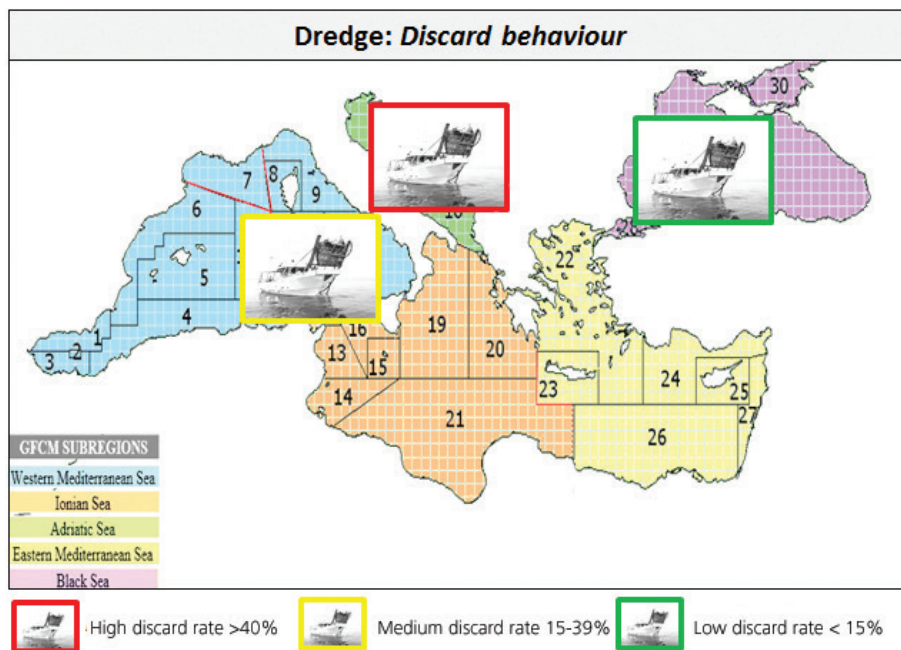 Dredge: Discard behaviour
30
7
8
9
6
5
4
1
2
3
22
16
19
20
13
15
14
21
23
24
25
27
26
GFCM SUBREGIONS
Western Mediterranean Sea
Ionian Sea
Adriatic Sea
Eastern Mediterranean Sea
Black Sea
High discard rate >40%
Medium discard rate 15-39%
Low discard rate < 15%